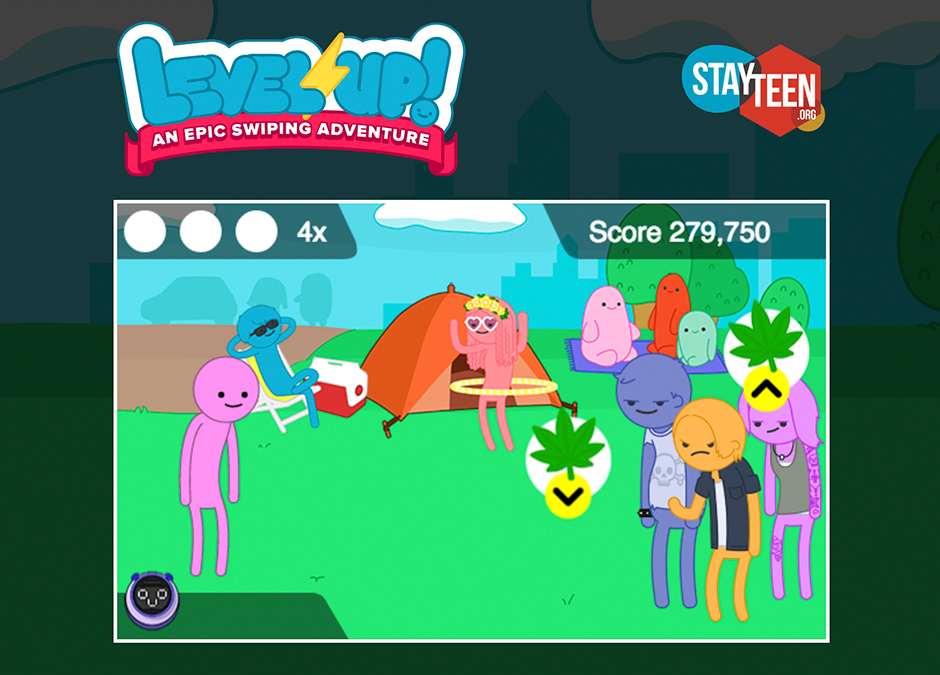 LEVEL UP!
AN EPIC SWIPING ADVENTURE
STAY
TEEN
.ORG
4x
Score 279,750